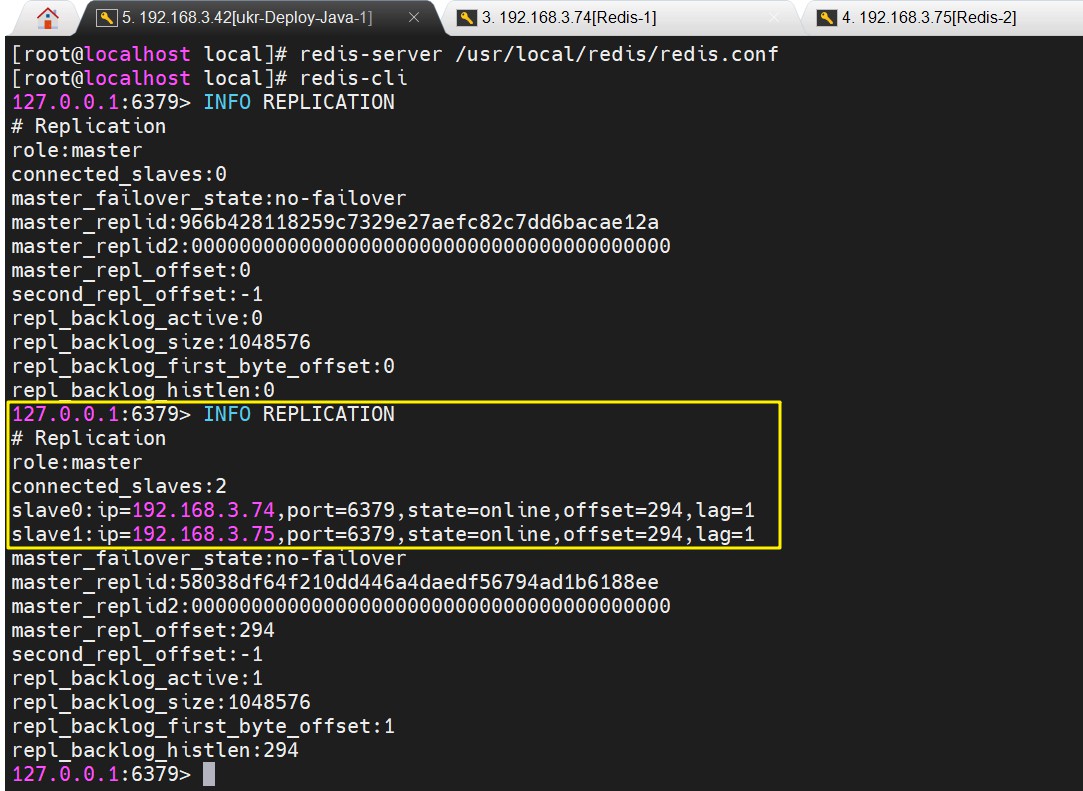 5. 192.168.3.42[ukr-Deploy-Java-1]
3. 192.168.3.74[Redis-1]
4. 192.168.3.75[Redis-2]
[root@localhost local]# redis-server /usr/local/redis/redis.conf
[root@localhost local]# redis-cli
127.0.0.1:6379> INFO REPLICATION
# Replication
role:master
connected_slaves:0
master_failover_state:no-failover
master_replid:966b428118259c7329e27aefc82c7dd6bacae12a
master_replid2:0000000000000000000000000000000000000000
master_repl_offset:0
second_repl_offset:-1
repl_backlog_active:0
repl_backlog_size:1048576
repl_backlog_first_byte_offset:0
repl_backlog_histlen:0
127.0.0.1:6379> INFO REPLICATION
# Replication
role:master
connected_slaves:2
slave0:ip=192.168.3.74,port=6379,state=online,offset=294,lag=1
slave1:ip=192.168.3.75,port=6379,state=online,offset=294,lag=1
master_failover_state:no-failover
master_replid:58038df64f210dd446a4daedf56794ad1b6188ee
master_replid2:0000000000000000000000000000000000000000
master_repl_offset:294
second_repl_offset:-1
repl_backlog_active:1
repl_backlog_size:1048576
repl_backlog_first_byte_offset:1
repl_backlog_histlen:294
127.0.0.1:6379>